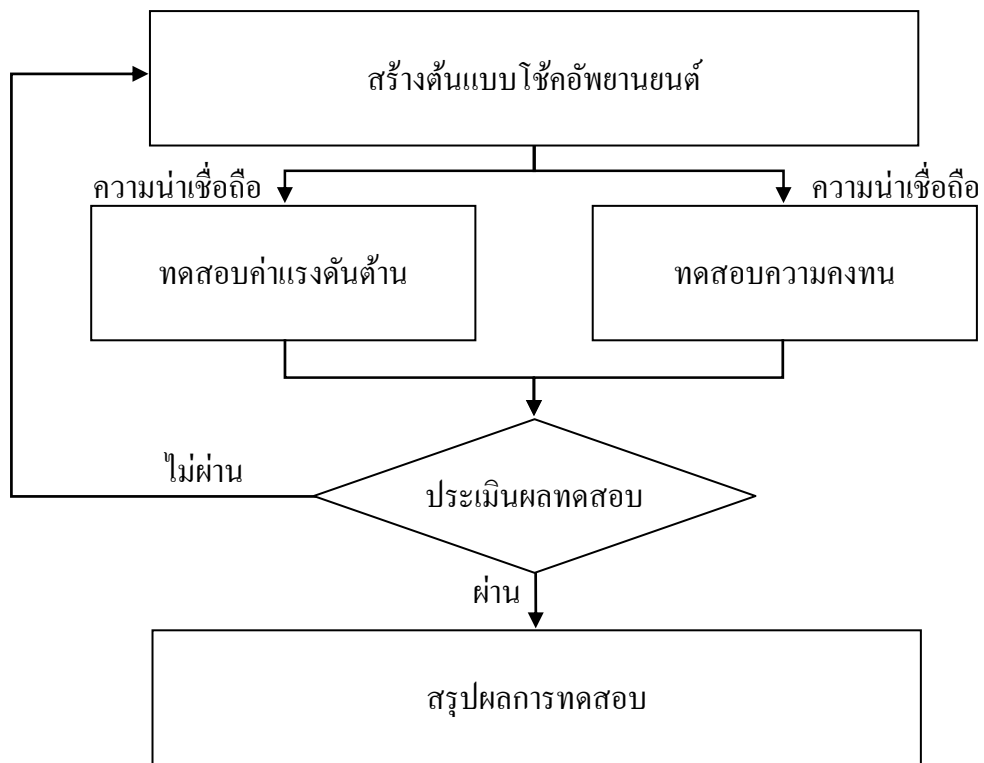 สร้างต้นแบบโช้คอัพยานยนต์
ความน่าเชื่อถือ
ความน่าเชื่อถือ
ทดสอบค่าแรงดันต้าน
ทดสอบความคงทน
ไม่ผ่าน
ประเมินผลทดสอบ
ผ่าน
สรุปผลการทดสอบ